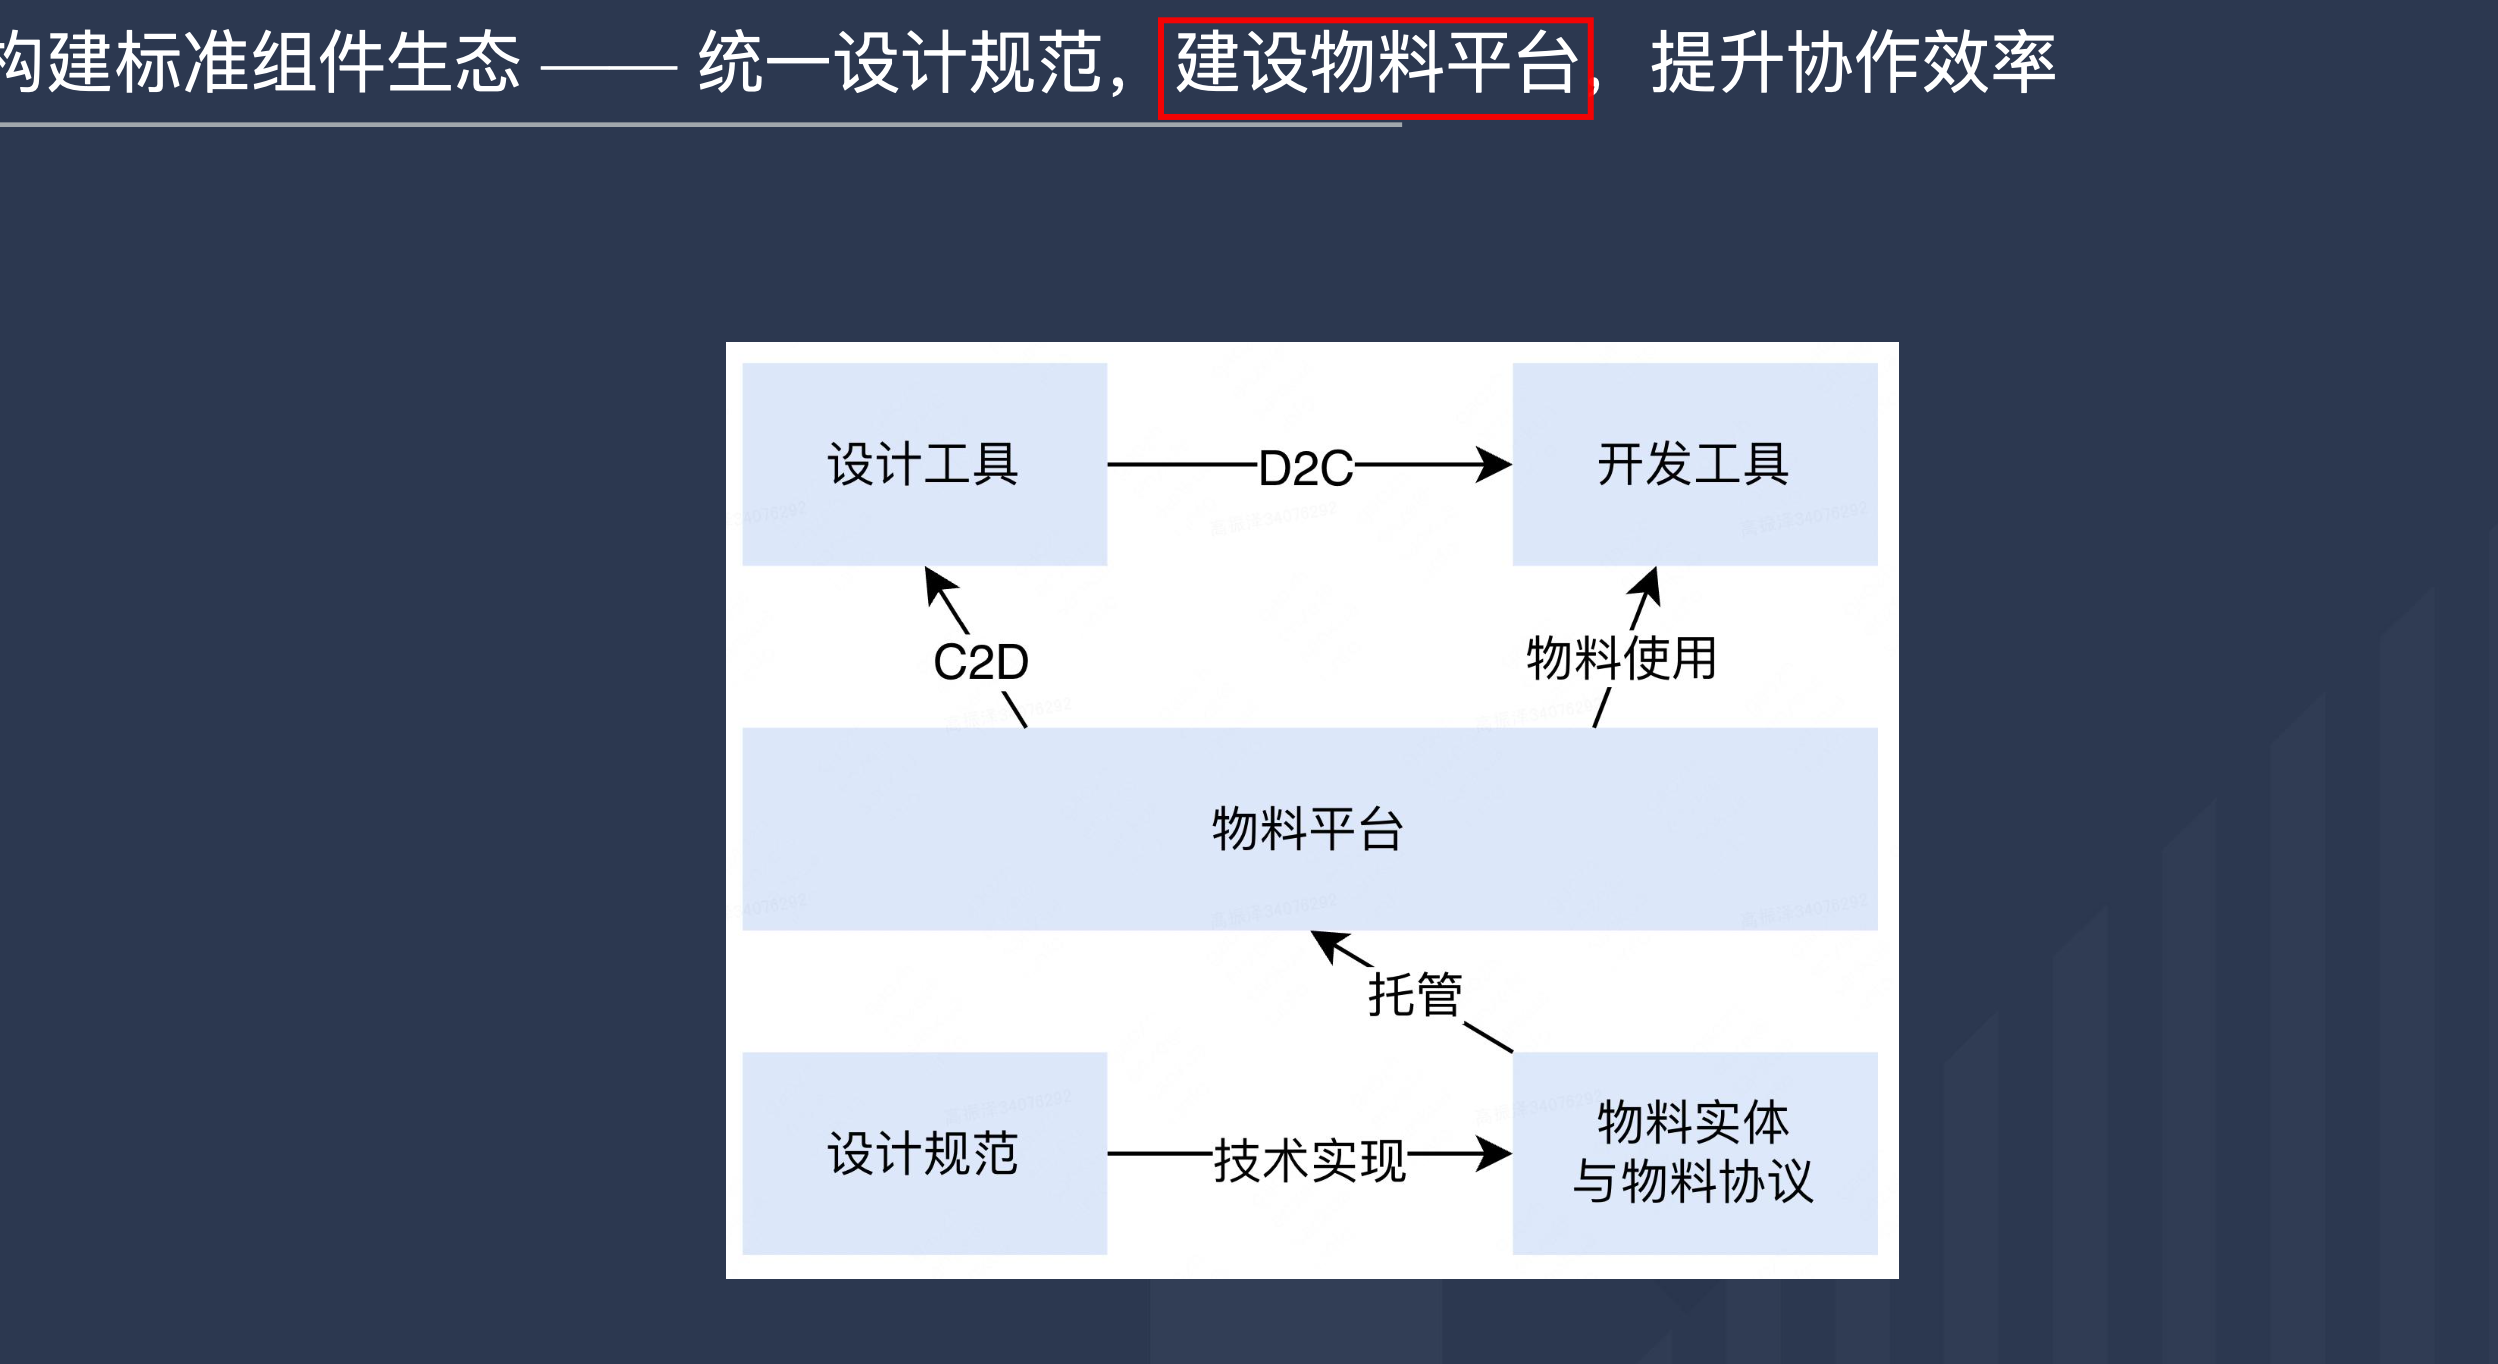 构建标准组件生态 ——— 统一设计规范，建设物料平台，提升协作效率
设计工具
D2C
开发工具
C2D
物料使用
物料平台
托管
设计规范
技术实现
物料实体
与物料协议